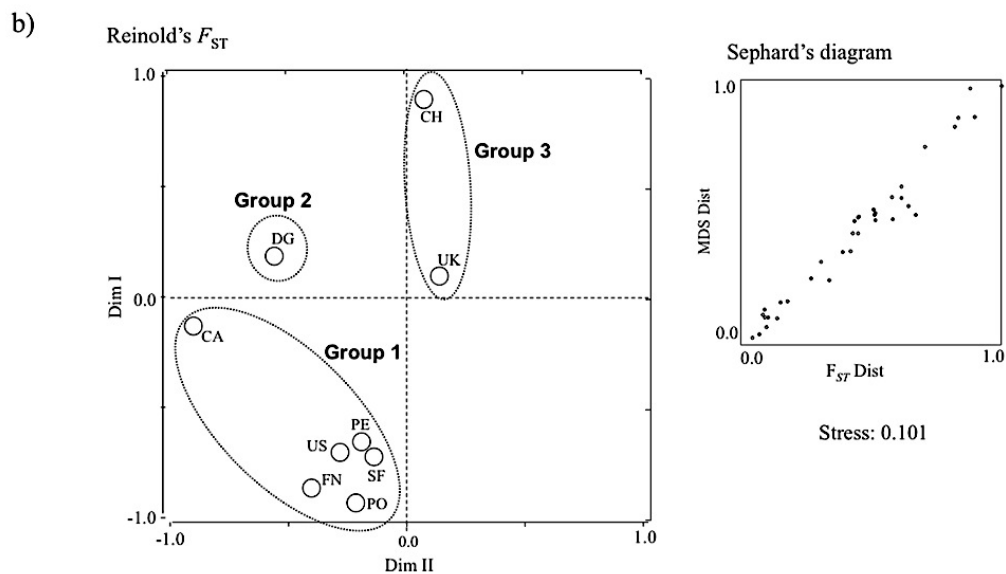 b)
Reinold's FST
1.0
CH
Group 3
Group 2
DG
UK
Dim I
0.0
CA
Group 1
PE
US
SF
FN
PO
-1.0
-1.0
0.0
1.0
Dim II
Sephard's diagram
1.0
MDS Dist
0.0
0.0
1.0
FST Dist
Stress: 0.101